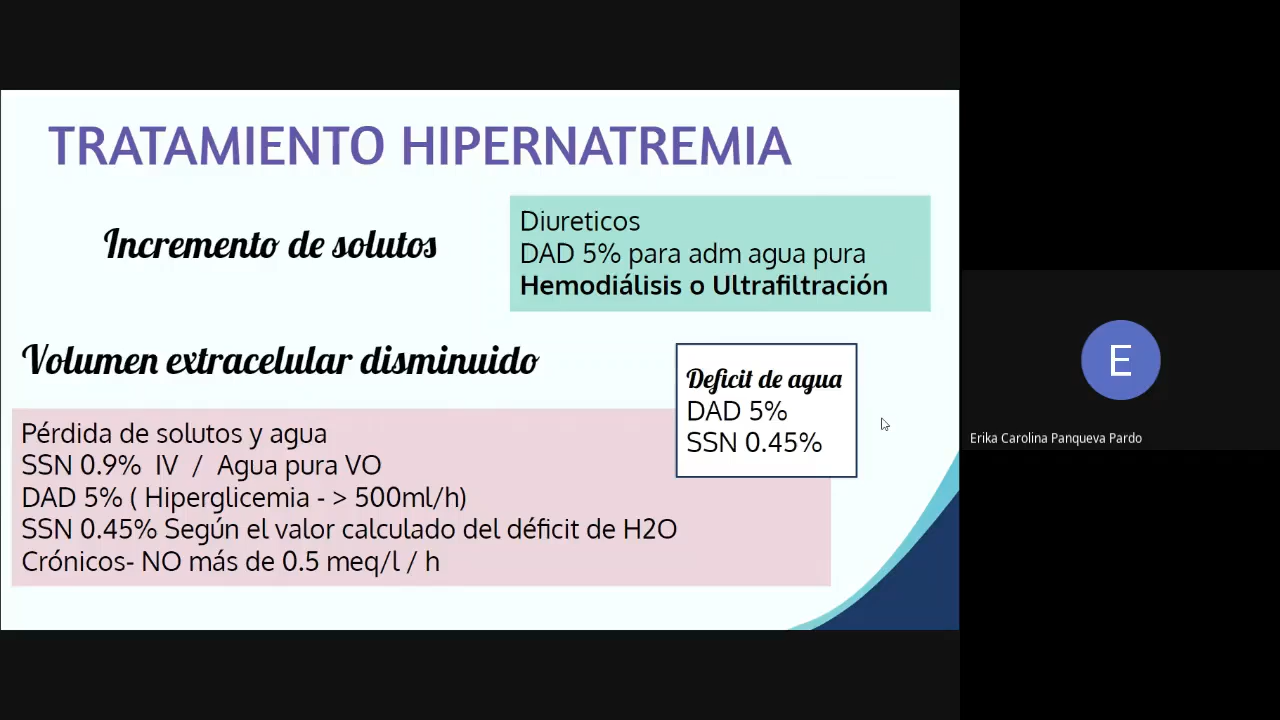 TRATAMIENTO HIPERNATREMIA
Incremento de solutos
Diureticos
DAD 5% para adm agua pura
Hemodiálisis o Ultrafiltración
Volumen extracelular disminuido
Deficit de agua
DAD 5%
SSN 0.45%
Pérdida de solutos y agua
SSN 0.9% IV / Agua pura VO
DAD 5% ( Hiperglicemia - > 500ml/h)
SSN 0.45% Según el valor calculado del déficit de H2O
Crónicos- NO más de 0.5 meq/l / h
E
Erika Carolina Panqueva Pardo